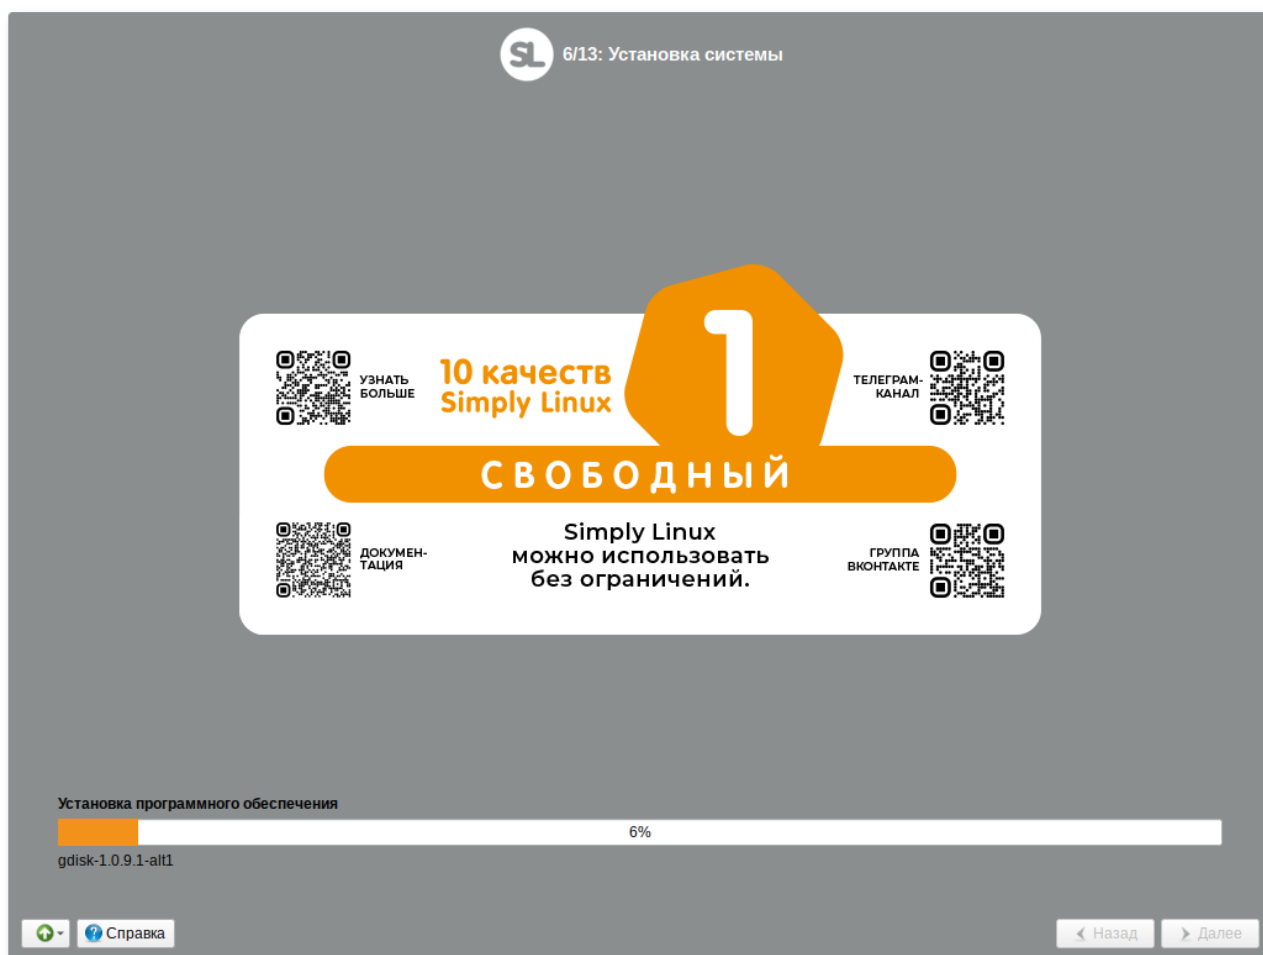 SL
6/13: Установка системы
УЗНАТЬ
БОЛЬШЕ
10 качеств
Simply Linux
1
ТЕЛЕГРАМ-
КАНАЛ
СВОБОДНЫЙ
ДОКУМЕН-
ТАЦИЯ
Simply Linux
можно использовать
без ограничений.
ГРУППА
ВКОНТАКТЕ
Установка программного обеспечения
6%
gdisk-1.0.9.1-alt1
Справка
Назад
Далее